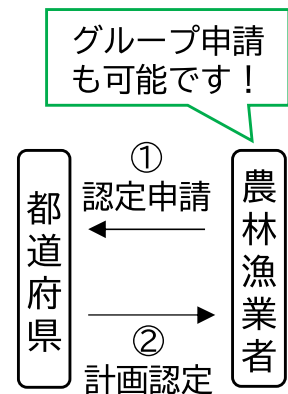 グループ申請
も可能です！
①
認定申請
都道府県
農林漁業者
②
計画認定